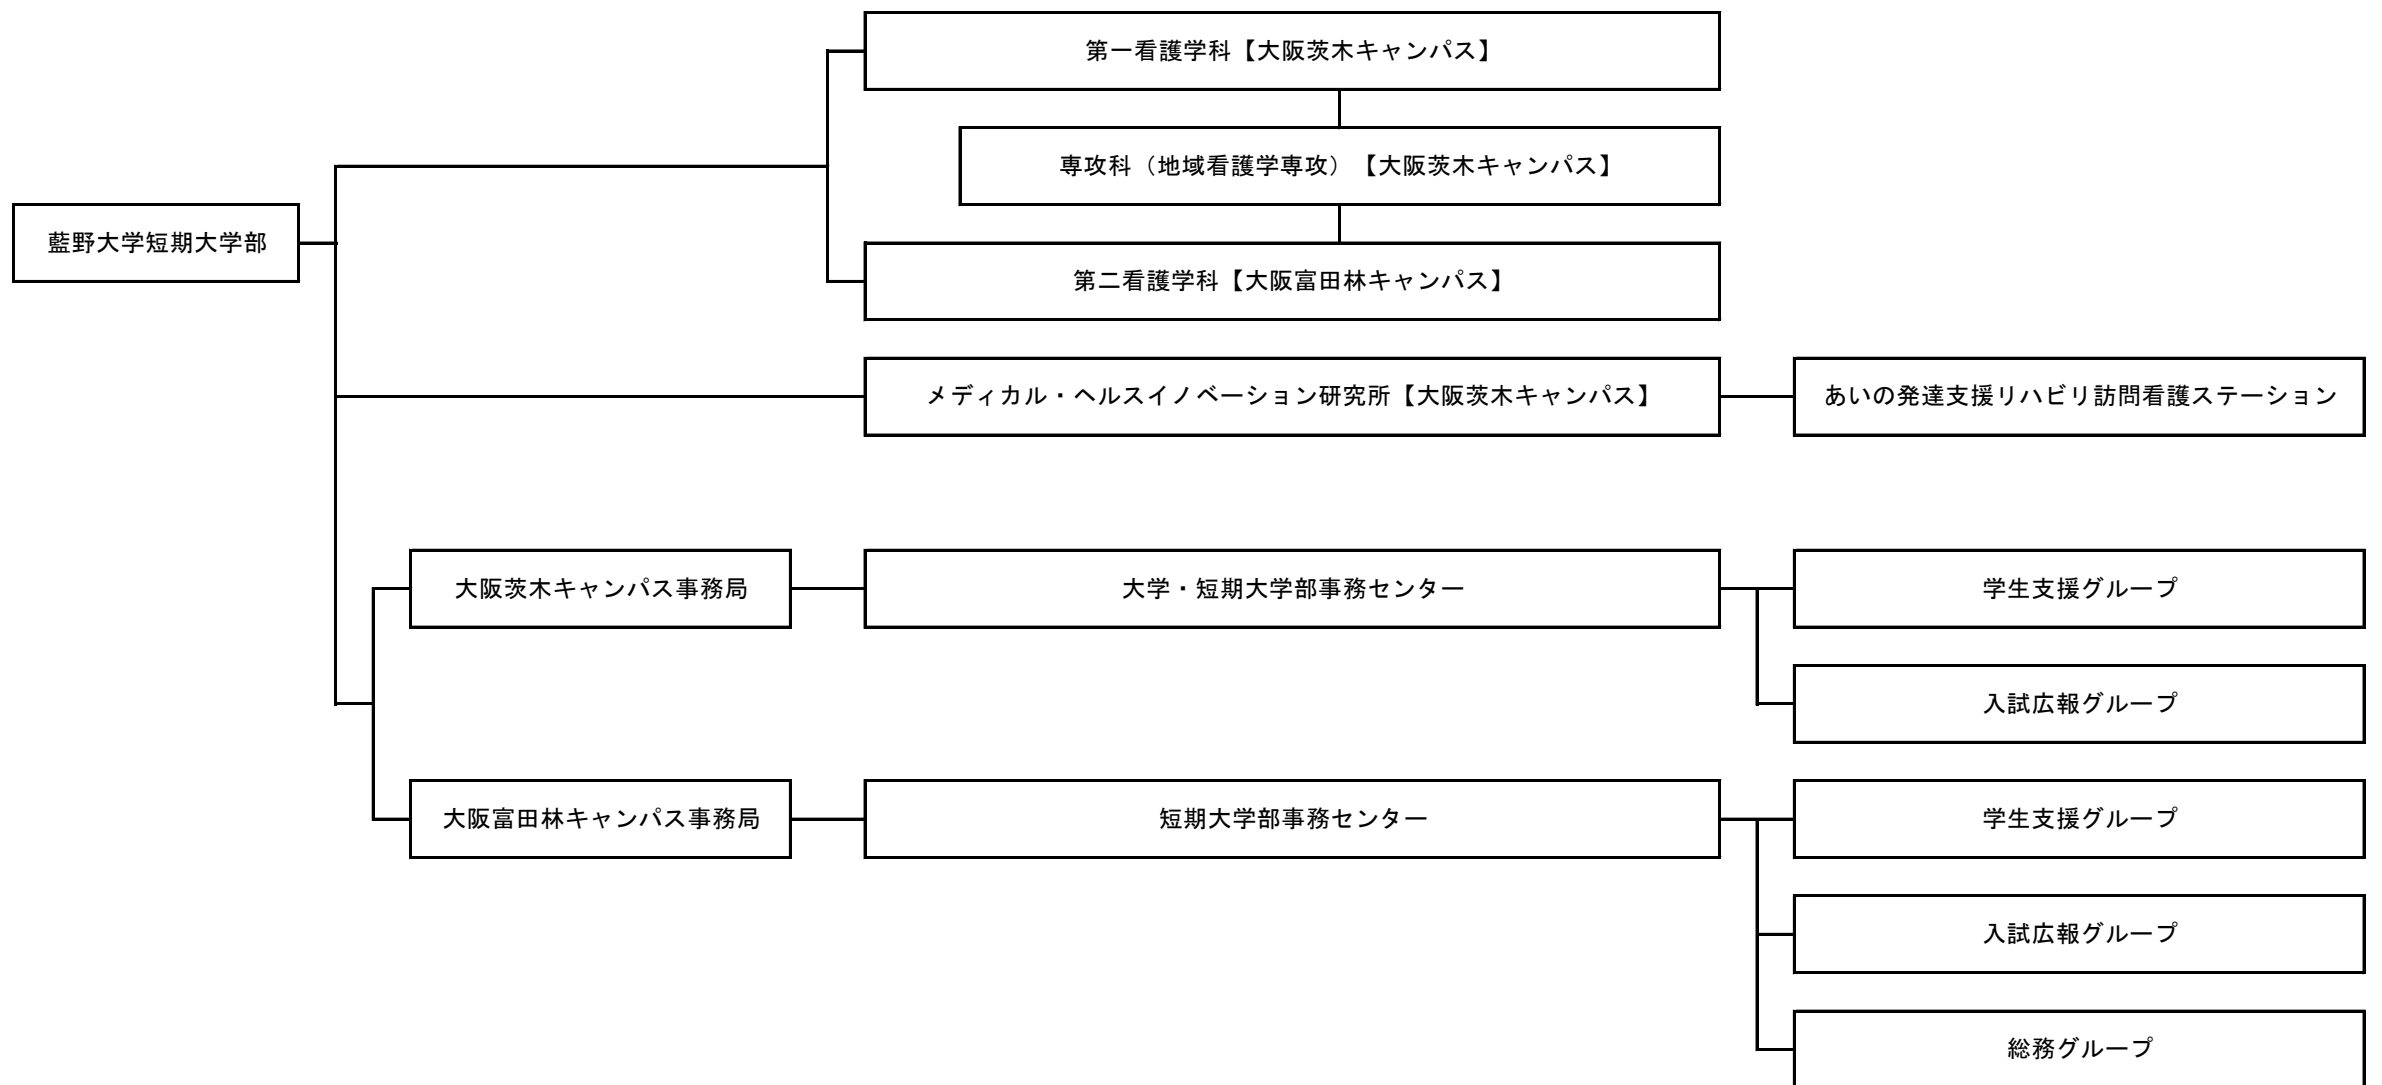 第一看護学科【大阪茨木キャンパス】
専攻科（地域看護学専攻）【大阪茨木キャンパス】
藍野大学短期大学部
第二看護学科【大阪富田林キャンパス】
メディカル・ヘルスイノベーション研究所【大阪茨木キャンパス】
あいの発達支援リハビリ訪問看護ステーション
大阪茨木キャンパス事務局
大学・短期大学部事務センター
学生支援グループ
入試広報グループ
大阪富田林キャンパス事務局
短期大学部事務センター
学生支援グループ
入試広報グループ
総務グループ